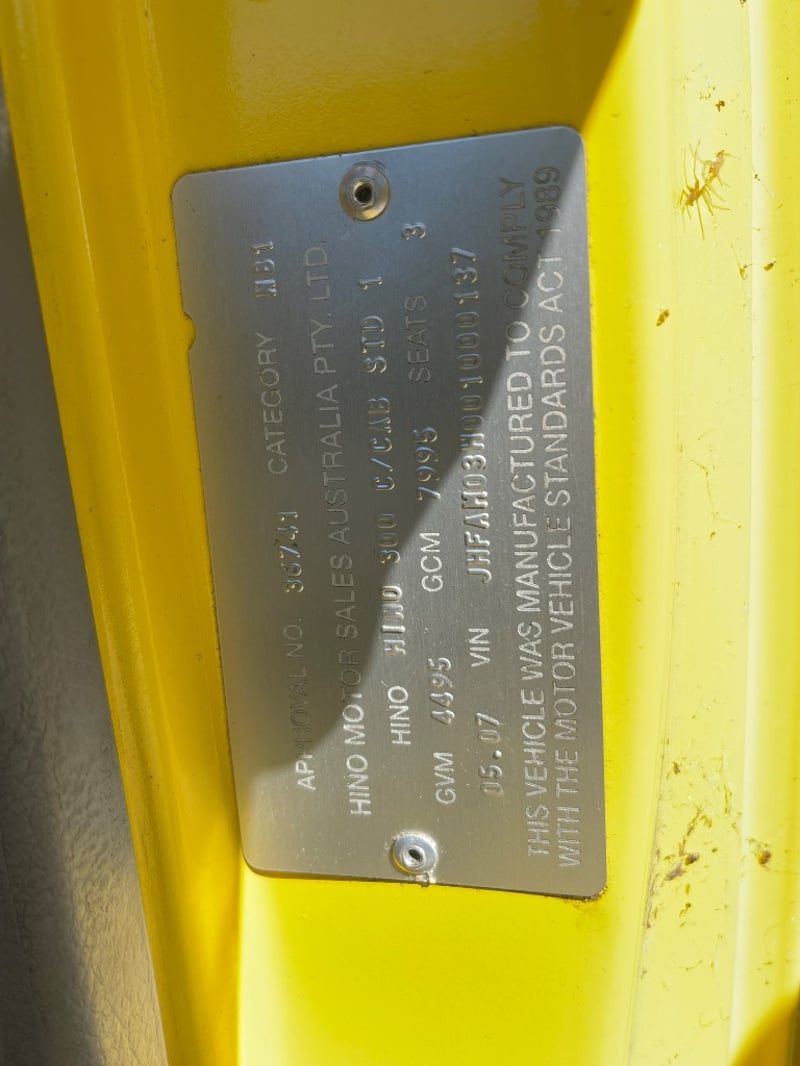 APPROVAL NO. 36741 CATEGORY NB1
HINO MOTOR SALES AUSTRALIA PTY. LTD.
HINO HINO 300 C/CAB STD 1
GVM 4495 GCM 7995 SEATS 3
05.07 VIN JHFAM03H001000137
THIS VEHICLE WAS MANUFACTURED TO COMPLY
WITH THE MOTOR VEHICLE STANDARDS ACT 1989